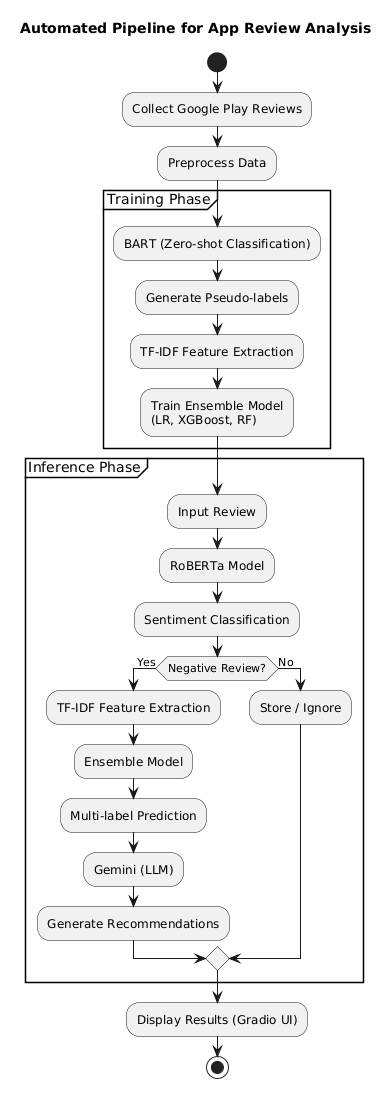 Automated Pipeline for App Review Analysis
Collect Google Play Reviews
Preprocess Data
Training Phase
BART (Zero-shot Classification)
Generate Pseudo-labels
TF-IDF Feature Extraction
Train Ensemble Model
(LR, XGBoost, RF)
Inference Phase
Input Review
RoBERTa Model
Sentiment Classification
Yes
Negative Review?
No
TF-IDF Feature Extraction
Store / Ignore
Ensemble Model
Multi-label Prediction
Gemini (LLM)
Generate Recommendations
Display Results (Gradio UI)